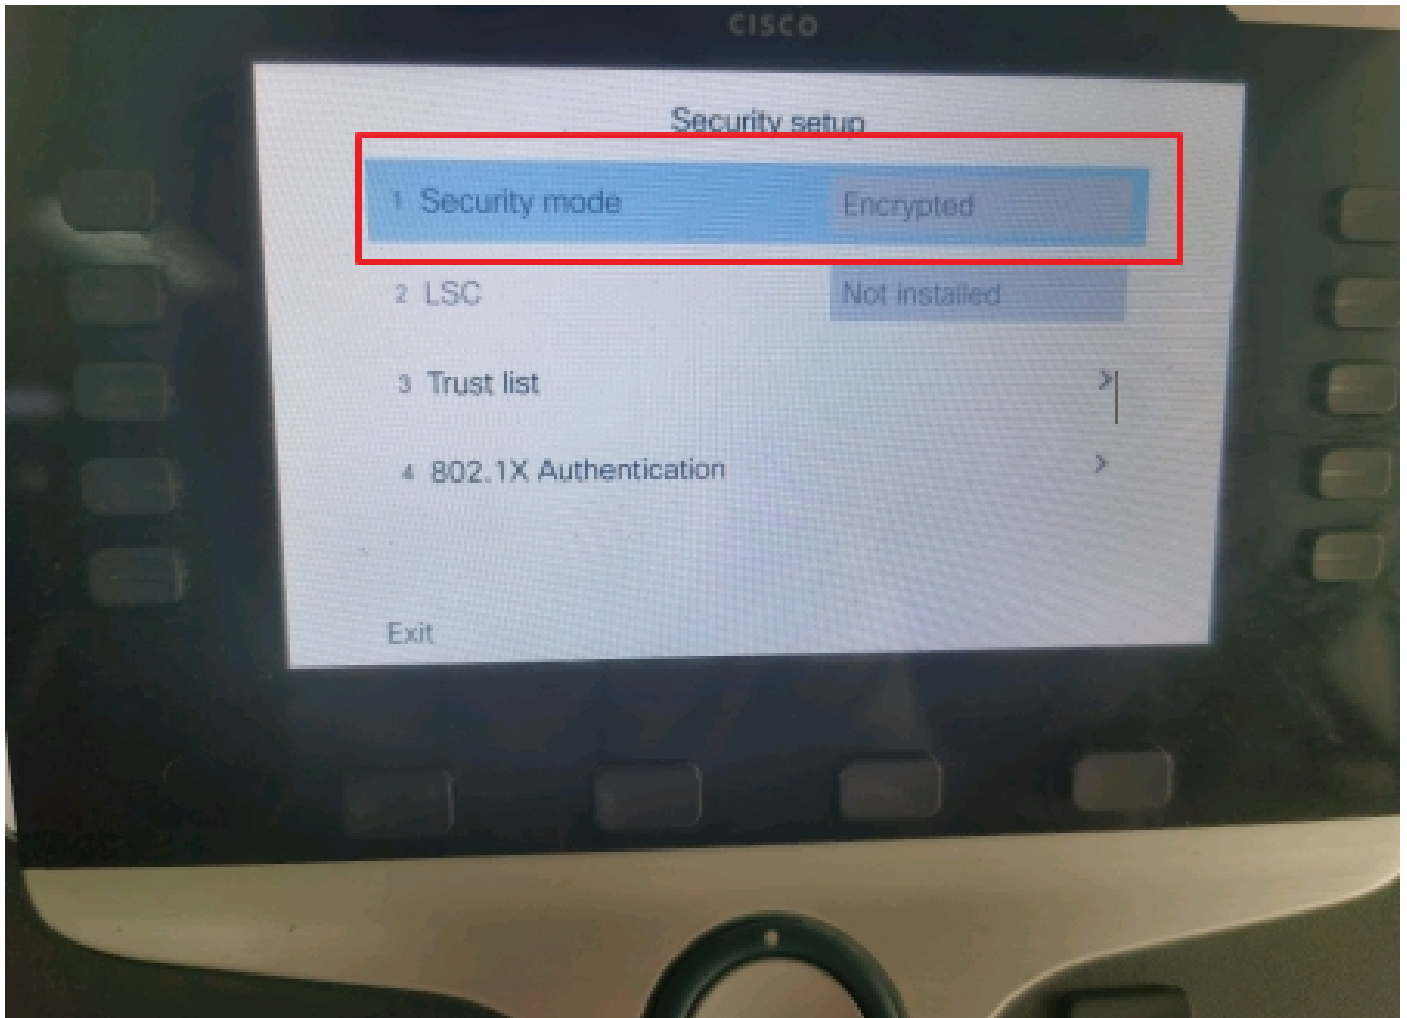 CISCO
Security setup
1 Security mode Encrypted
2 LSC Not installed
3 Trust list >
4 802.1X Authentication >
Exit